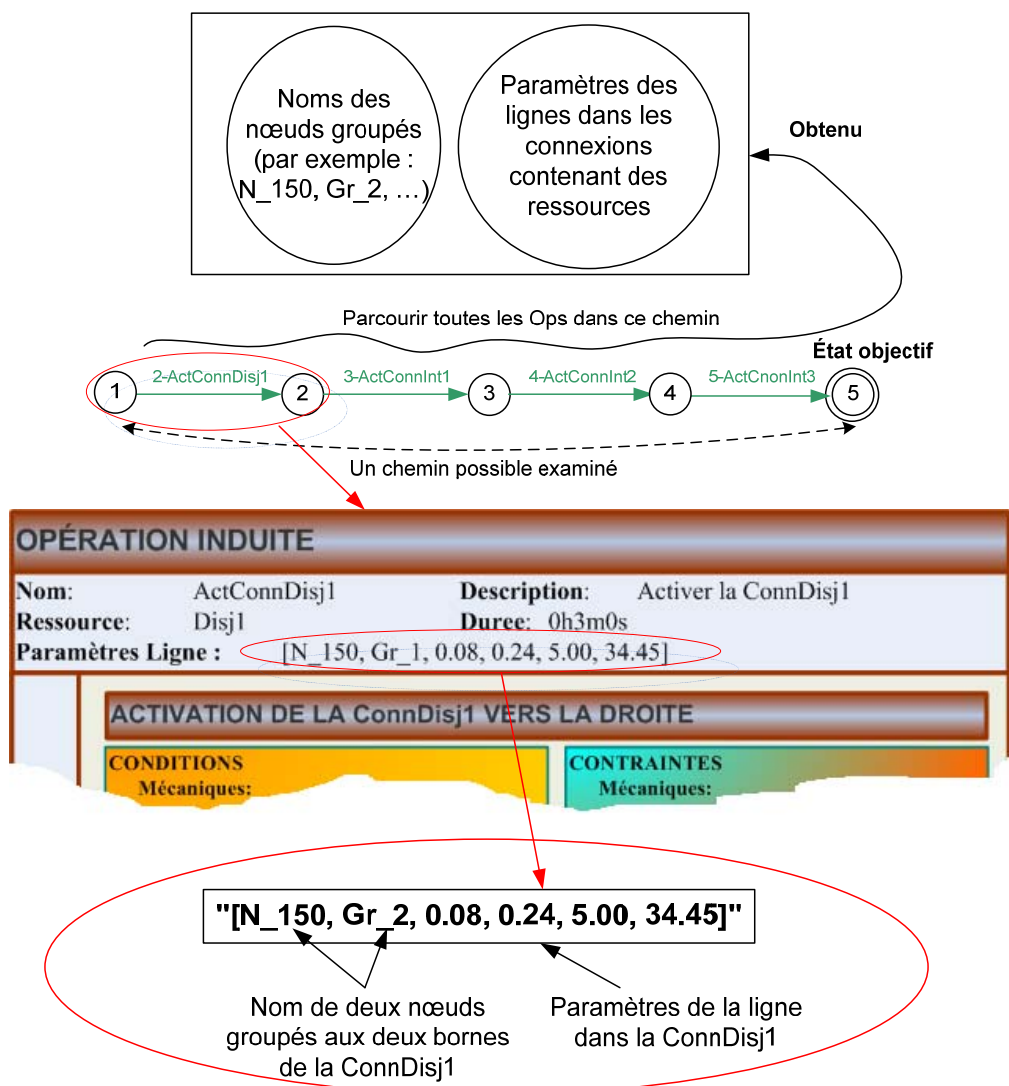 Noms des
nœuds groupés
(par exemple :
N_150, Gr_2, …)
Paramètres des
lignes dans les
connexions
contenant des
ressources
Obtenu
Parcourir toutes les Ops dans ce chemin
État objectif
1
2-ActConnDisj1
2
3-ActConnInt1
3
4-ActConnInt2
4
5-ActCnonInt3
5
Un chemin possible examiné
OPÉRATION INDUITE
Nom: ActConnDisj1 Description: Activer la ConnDisj1
Ressource: Disj1 Duree: 0h3m0s
Paramètres Ligne : [N_150, Gr_1, 0.08, 0.24, 5.00, 34.45]
ACTIVATION DE LA ConnDisj1 VERS LA DROITE
CONDITIONS
Mécaniques:
CONTRAINTES
Mécaniques:
"[N_150, Gr_2, 0.08, 0.24, 5.00, 34.45]"
Nom de deux nœuds
groupés aux deux bornes
de la ConnDisj1
Paramètres de la ligne
dans la ConnDisj1